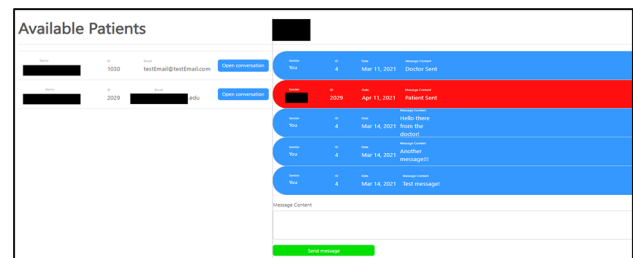 Available Patients
Name
ID
Email
1030
testEmail@testEmail.com
Open conversation
Name
ID
Email
2029
.edu
Open conversation
Sender
ID
Date
Message Content
You
4
Mar 11, 2021
Doctor Sent
Sender
ID
Date
Message Content
2029
Apr 11, 2021
Patient Sent
Sender
ID
Date
Message Content
You
4
Mar 14, 2021
Hello there
from the
doctor!
Sender
ID
Date
Message Content
You
4
Mar 14, 2021
Another
message!!!
Sender
ID
Date
Message Content
You
4
Mar 14, 2021
Test message!
Message Content
Send message